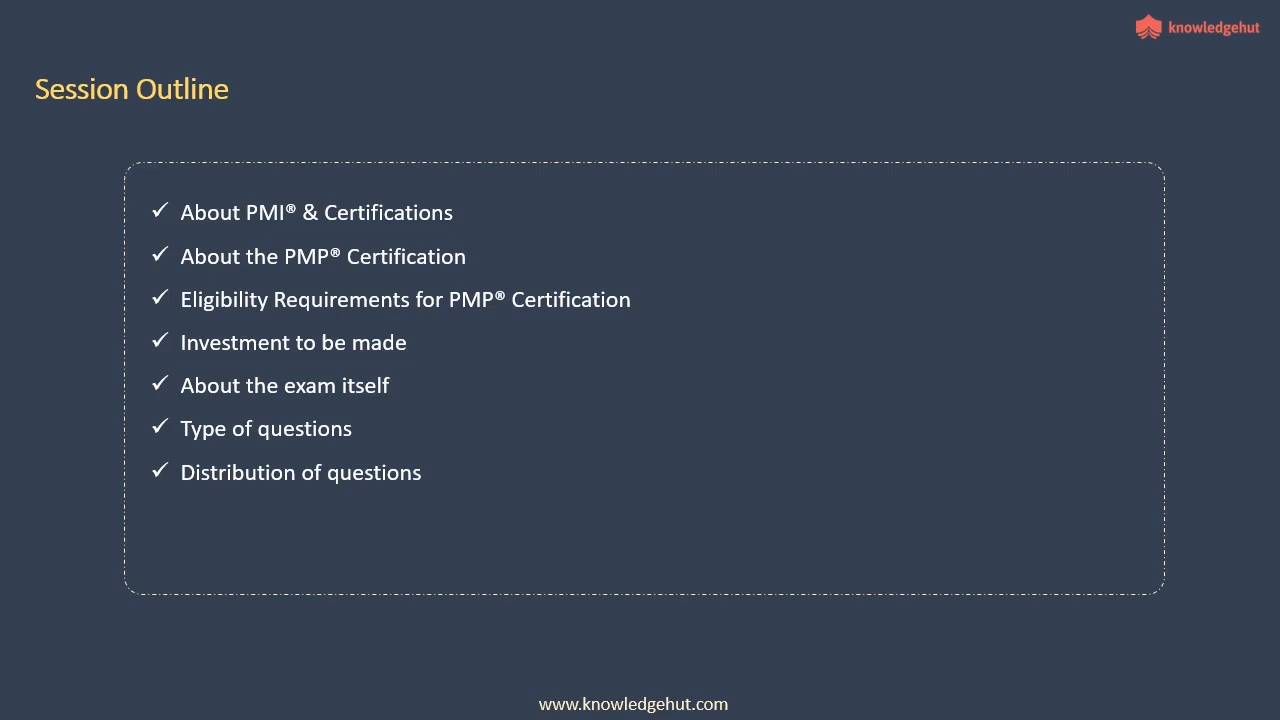 knowledgehut
Session Outline
✓ About PMI® & Certifications
✓ About the PMP® Certification
✓ Eligibility Requirements for PMP® Certification
✓ Investment to be made
✓ About the exam itself
✓ Type of questions
✓ Distribution of questions
www.knowledgehut.com